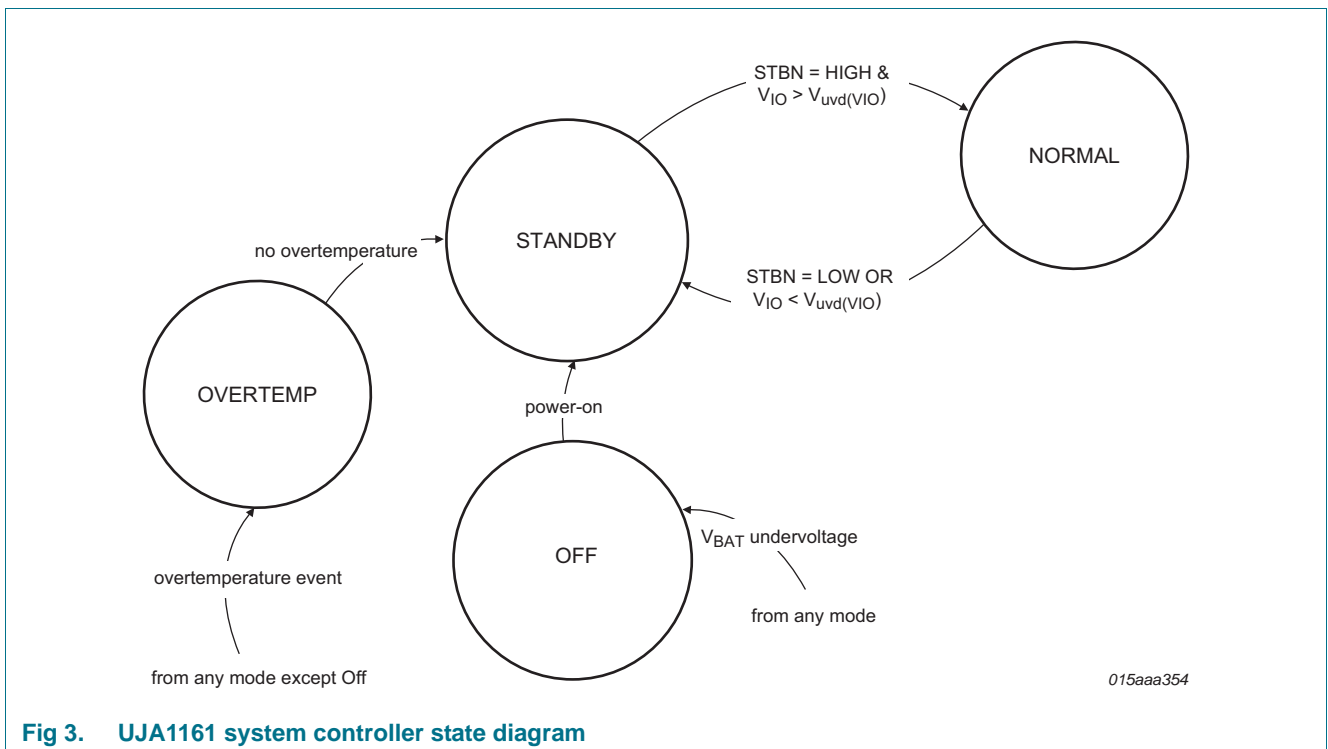 STBN = HIGH &
VIO > Vuvd(VIO)
NORMAL
STANDBY
no overtemperature
STBN = LOW OR
VIO < Vuvd(VIO)
OVERTEMP
power-on
VBAT undervoltage
OFF
overtemperature event
from any mode
from any mode except Off
015aaa354
Fig 3. UJA1161 system controller state diagram